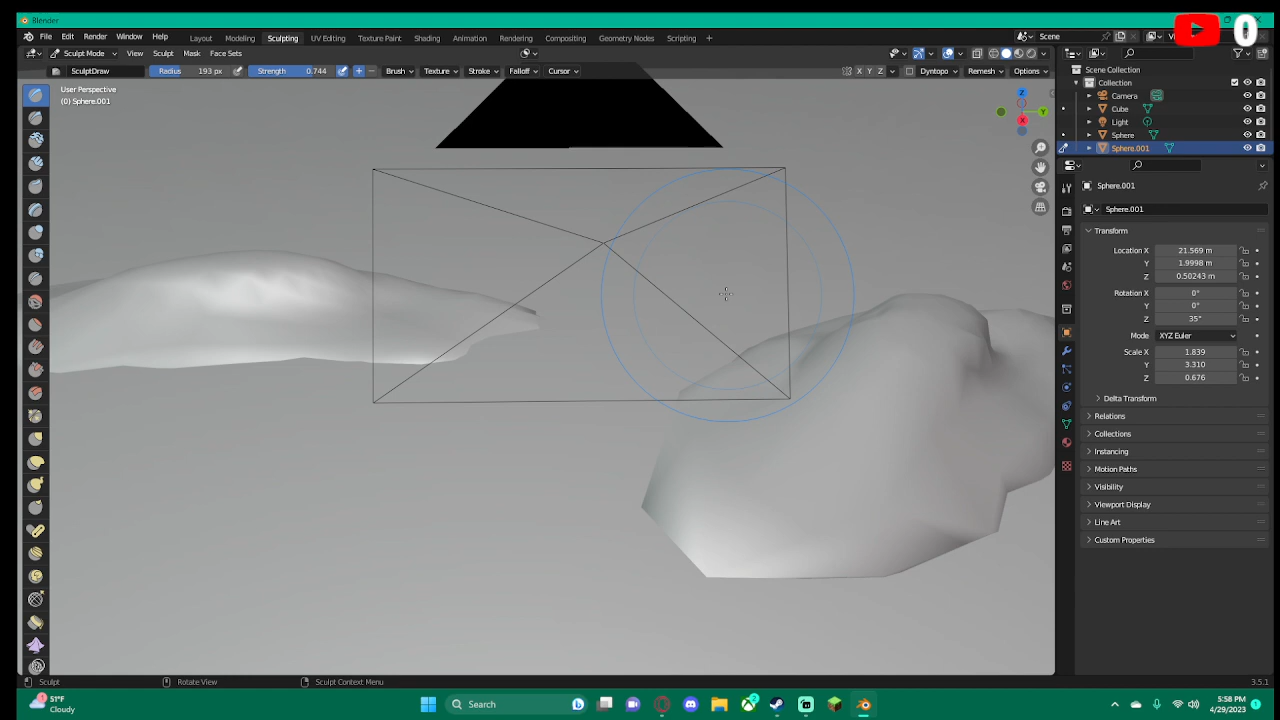 Blender
0
File Edit Render Window Help Layout Modeling Sculpting UV Editing Texture Paint Shading Animation Rendering Compositing Geometry Nodes Scripting + Scene
Sculpt Mode View Sculpt Mask Face Sets
SculptDraw Radius 193 px Strength 0.744 Brush Texture Stroke Falloff Cursor X Y Z Dyntopo Remesh Options
User Perspective
(0) Sphere.001
Z
Y
X
Scene Collection
Collection
Camera
Cube
Light
Sphere
Sphere.001
Sphere.001
Sphere.001
Transform
Location X 21.569 m
Y 1.9998 m
Z 0.50243 m
Rotation X 0°
Y 0°
Z 35°
Mode XYZ Euler
Scale X 1.839
Y 3.310
Z 0.676
Delta Transform
Relations
Collections
Instancing
Motion Paths
Visibility
Viewport Display
Line Art
Custom Properties
Sculpt Rotate View Sculpt Context Menu 3.5.1
51°F
Cloudy
Search
5:58 PM
4/29/2023